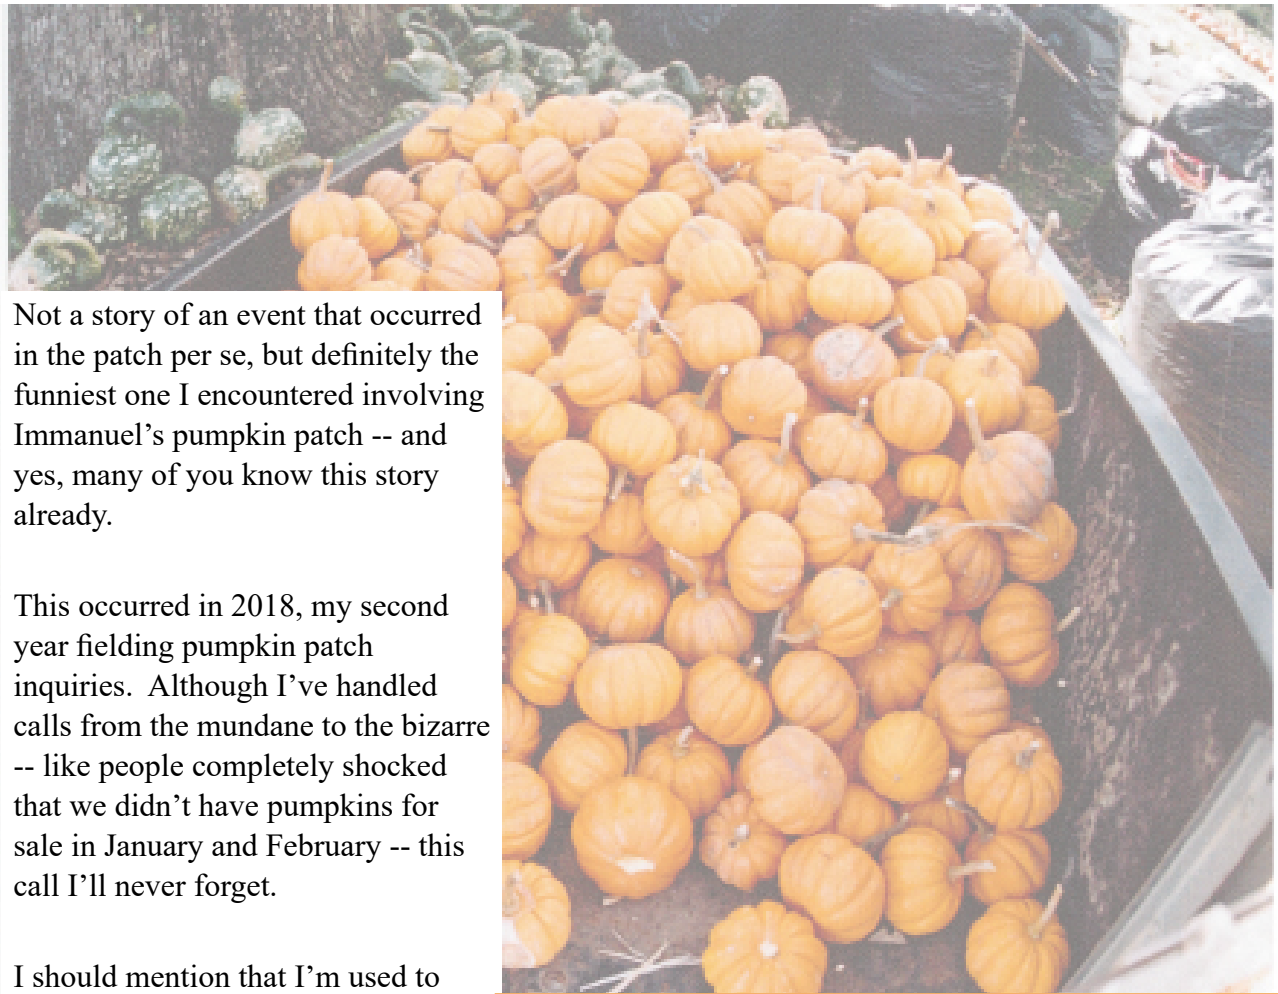 Not a story of an event that occurred
in the patch per se, but definitely the
funniest one I encountered involving
Immanuel’s pumpkin patch -- and
yes, many of you know this story
already.
This occurred in 2018, my second
year fielding pumpkin patch
inquiries.  Although I’ve handled
calls from the mundane to the bizarre
-- like people completely shocked
that we didn’t have pumpkins for
sale in January and February -- this
call I’ll never forget.
I should mention that I’m used to